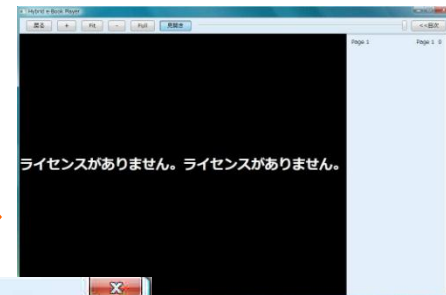 Hybrid e-Book Player
戻る + Fit - Full 見開き <<目次
Page 1 Page 1 0
ライセンスがありません。ライセンスがありません。